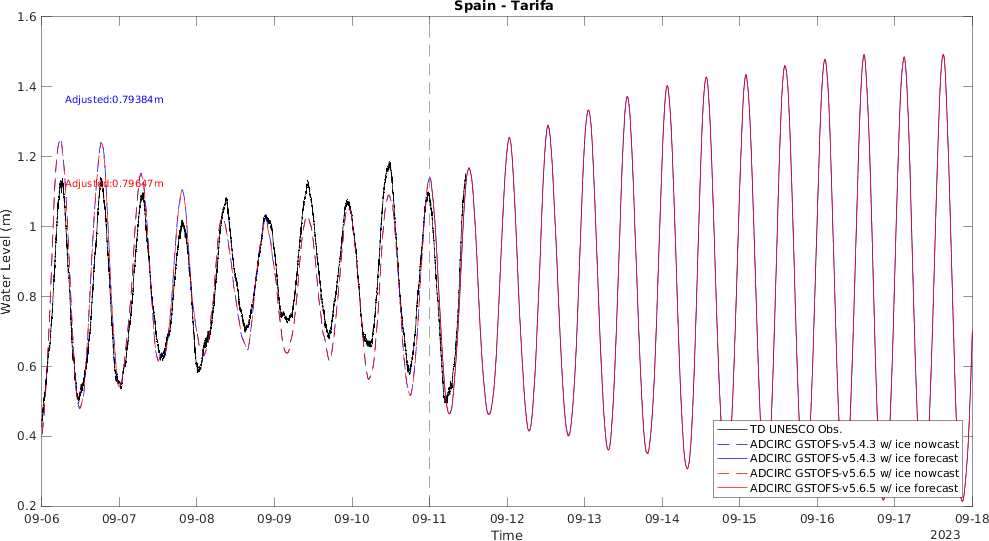 Spain - Tarifa
1.6
1.4
1.2
1
0.8
0.6
0.4
0.2
Water Level (m)
Adjusted:0.79384m
Adjusted:0.79647m
TD UNESCO Obs.
ADCIRC GSTOFS-v5.4.3 w/ ice nowcast
ADCIRC GSTOFS-v5.4.3 w/ ice forecast
ADCIRC GSTOFS-v5.6.5 w/ ice nowcast
ADCIRC GSTOFS-v5.6.5 w/ ice forecast
09-06 09-07 09-08 09-09 09-10 09-11 09-12 09-13 09-14 09-15 09-16 09-17 09-18
Time
2023